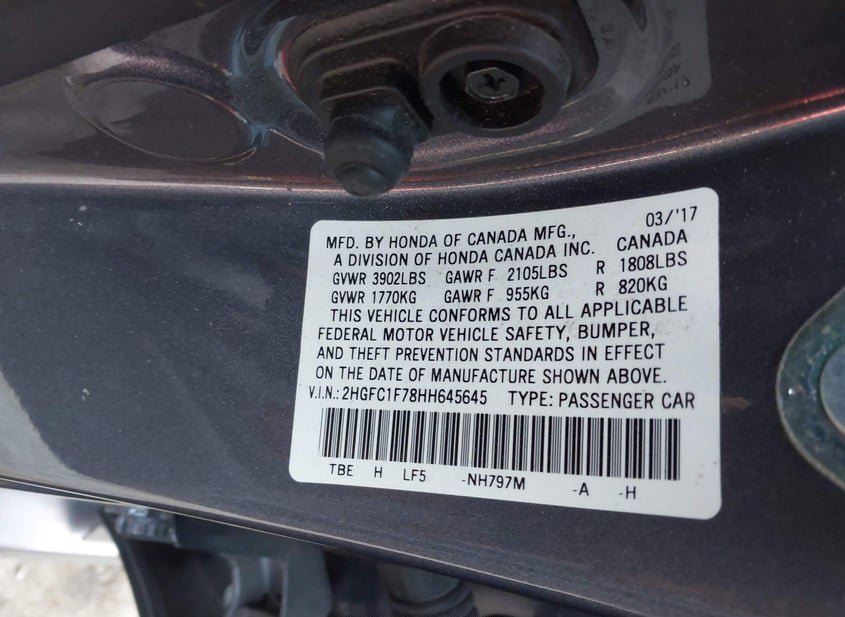 03/'17
MFD. BY HONDA OF CANADA MFG.,
A DIVISION OF HONDA CANADA INC. CANADA
GVWR 3902LBS GAWR F 2105LBS R 1808LBS
GVWR 1770KG GAWR F 955KG R 820KG
THIS VEHICLE CONFORMS TO ALL APPLICABLE
FEDERAL MOTOR VEHICLE SAFETY, BUMPER,
AND THEFT PREVENTION STANDARDS IN EFFECT
ON THE DATE OF MANUFACTURE SHOWN ABOVE.
V.I.N.: 2HGFC1F78HH645645 TYPE: PASSENGER CAR
TBE H LF5 -NH797M -A -H